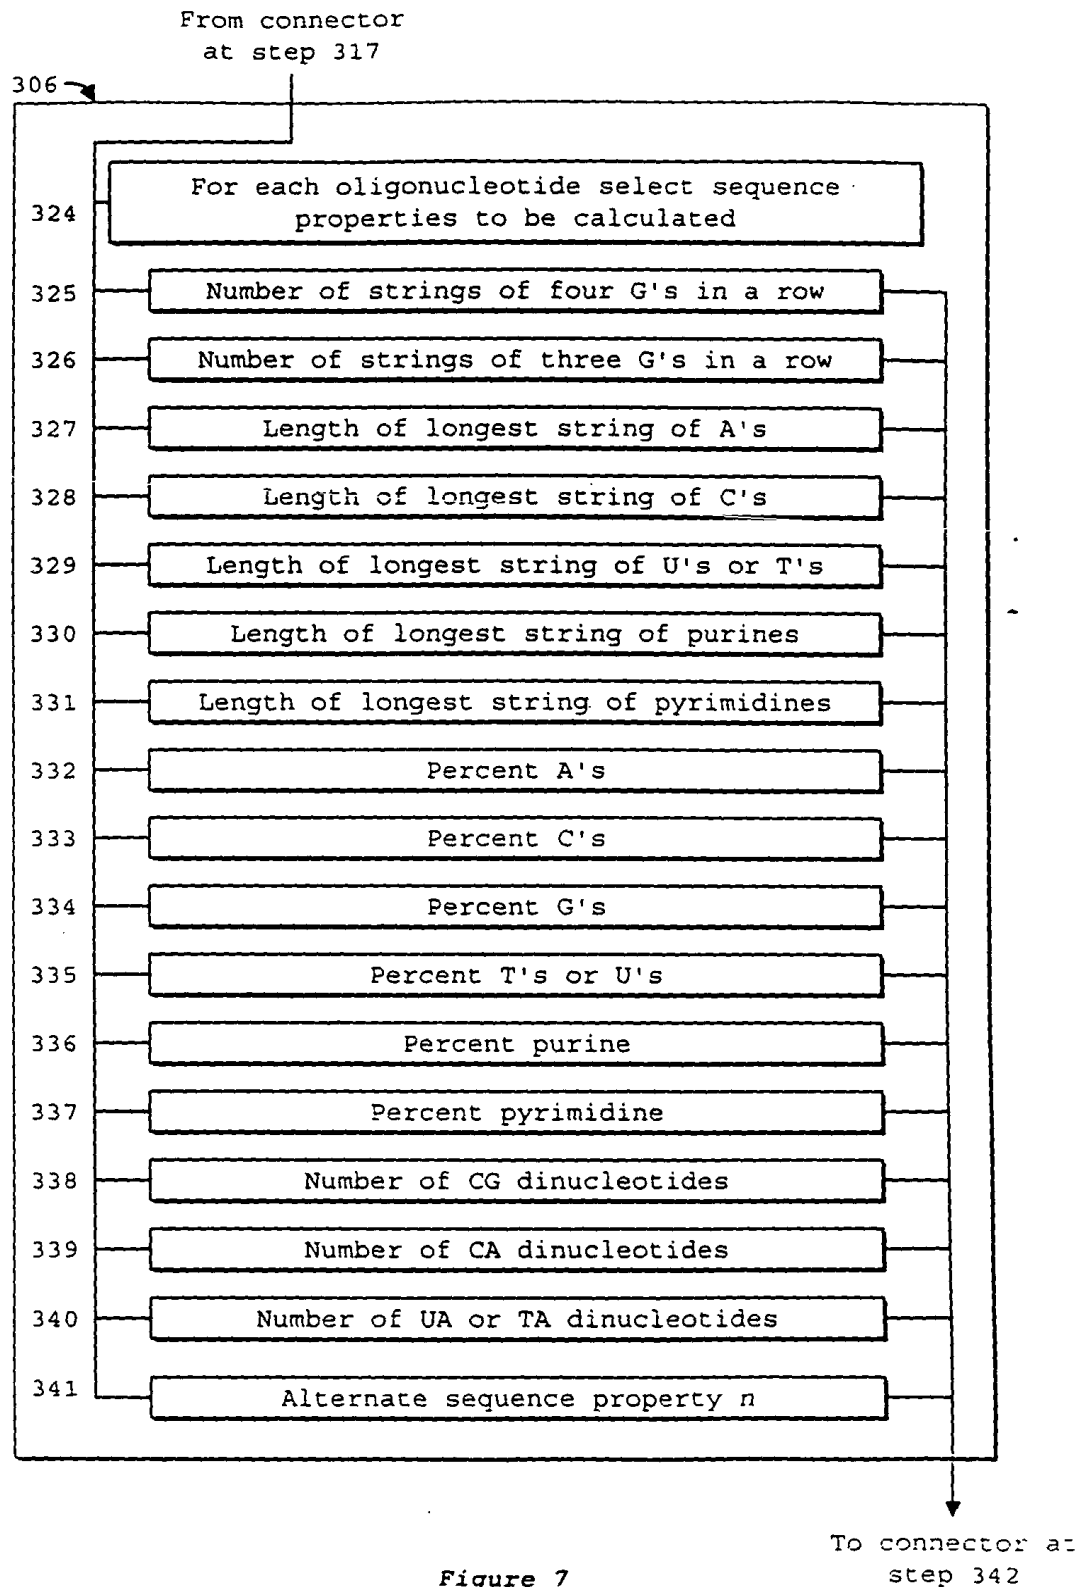 From connector
at step 317
306
324
For each oligonucleotide select sequence
properties to be calculated
325 Number of strings of four G's in a row
326 Number of strings of three G's in a row
327 Length of longest string of A's
328 Length of longest string of C's
329 Length of longest string of U's or T's
330 Length of longest string of purines
331 Length of longest string of pyrimidines
332 Percent A's
333 Percent C's
334 Percent G's
335 Percent T's or U's
336 Percent purine
337 Percent pyrimidine
338 Number of CG dinucleotides
339 Number of CA dinucleotides
340 Number of UA or TA dinucleotides
341 Alternate sequence property n
To connector at
step 342
Figure 7